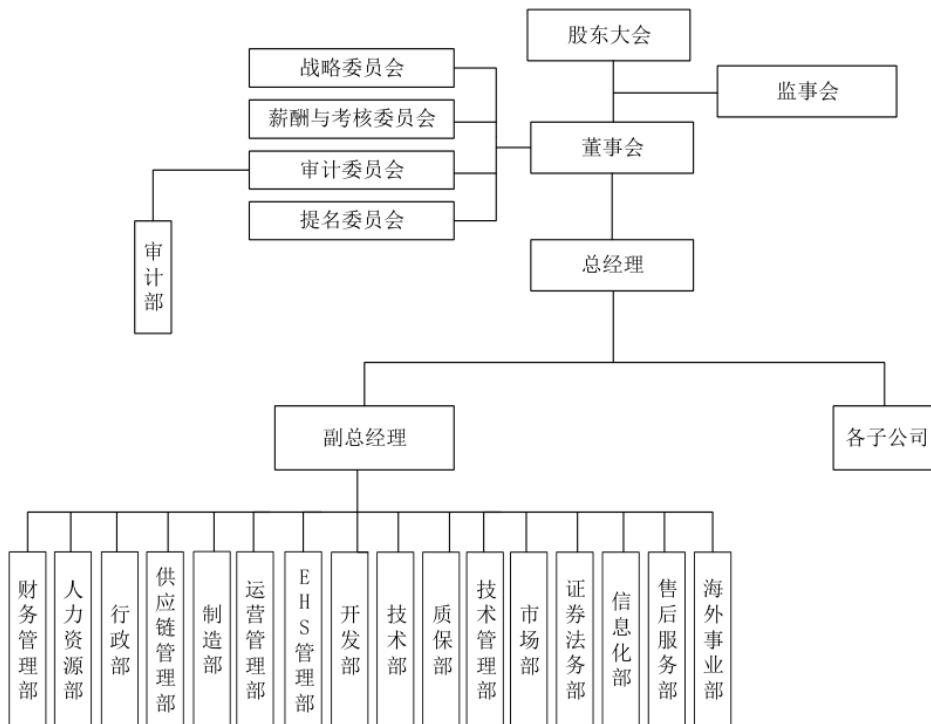 股东大会
战略委员会
监事会
薪酬与考核委员会
董事会
审计委员会
提名委员会
审计部
总经理
副总经理
各子公司
财务管理部
人力资源部
行政部
供应链管理部
制造部
运营管理部
EHS管理部
开发部
技术部
质保部
技术管理部
市场部
证券法务部
信息化部
售后服务部
海外事业部